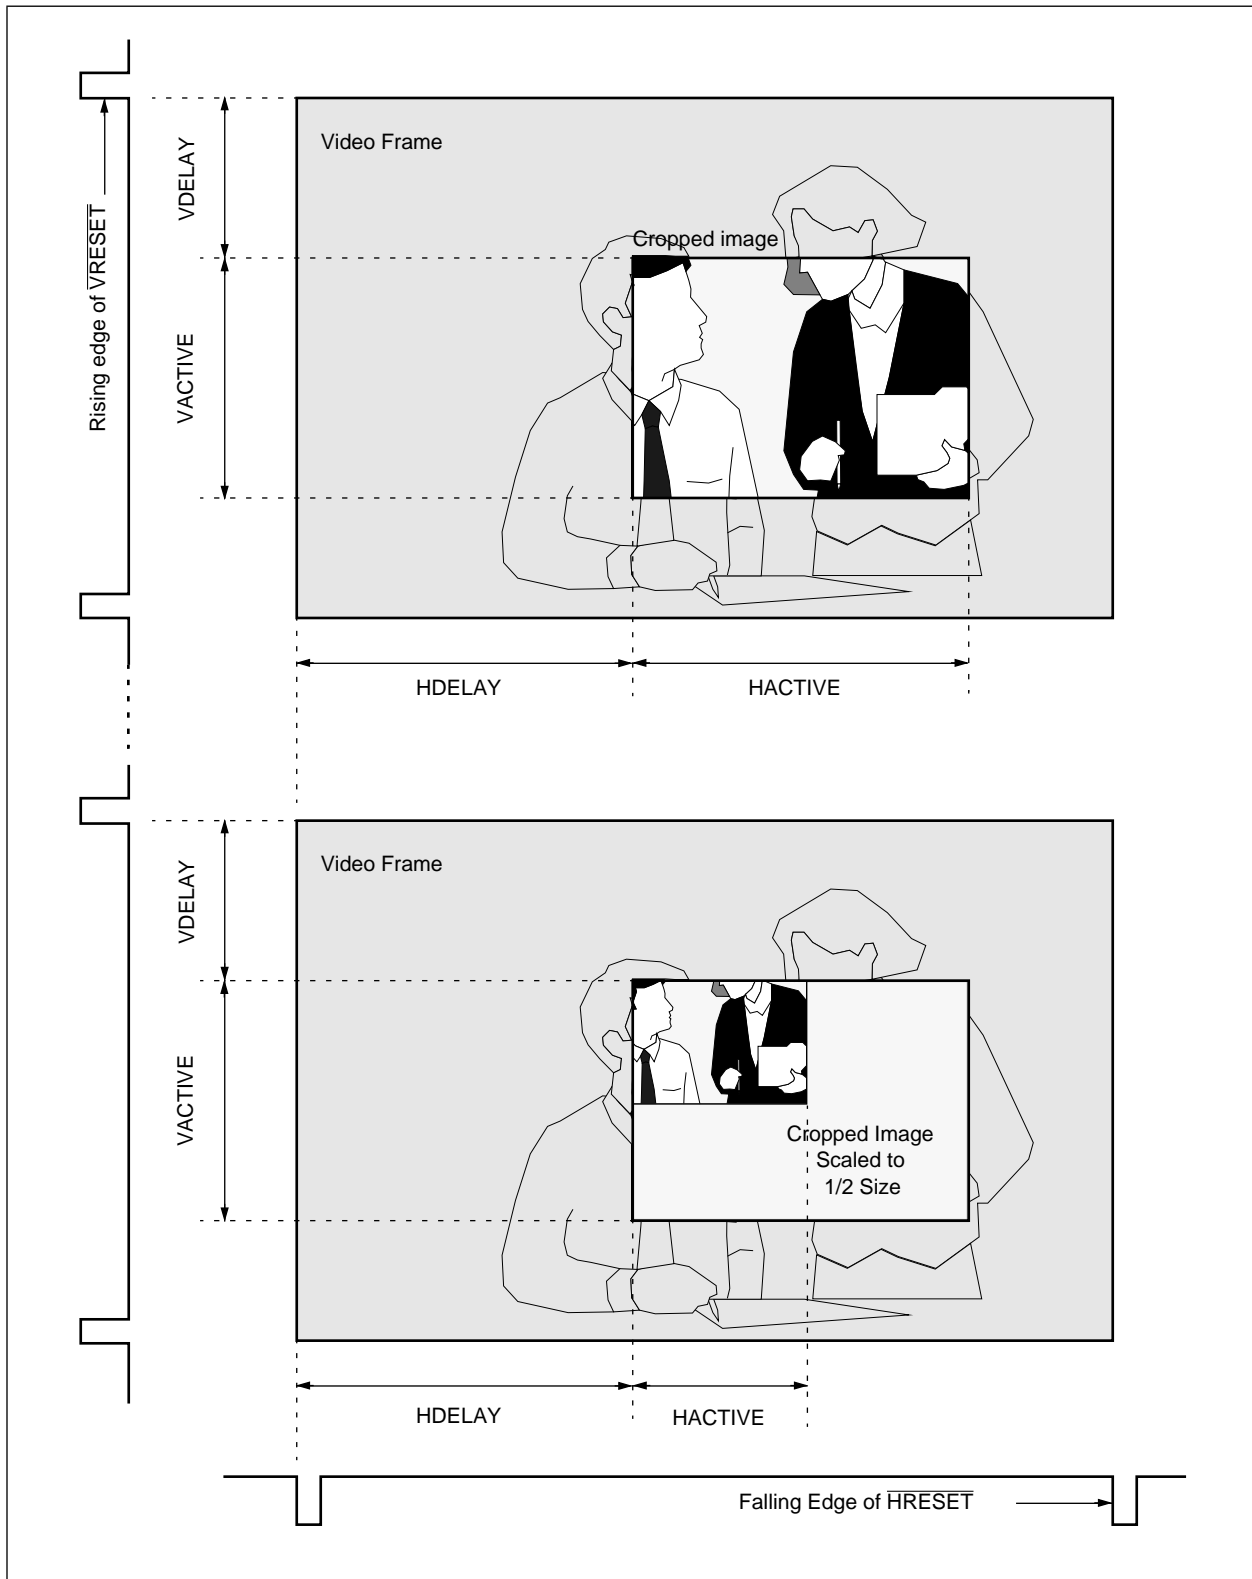 Video Frame
VDELAY
Rising edge of VRESET
Cropped image
VACTIVE
HDELAY
HACTIVE
Video Frame
VDELAY
VACTIVE
Cropped Image
Scaled to
1/2 Size
HDELAY
HACTIVE
Falling Edge of HRESET